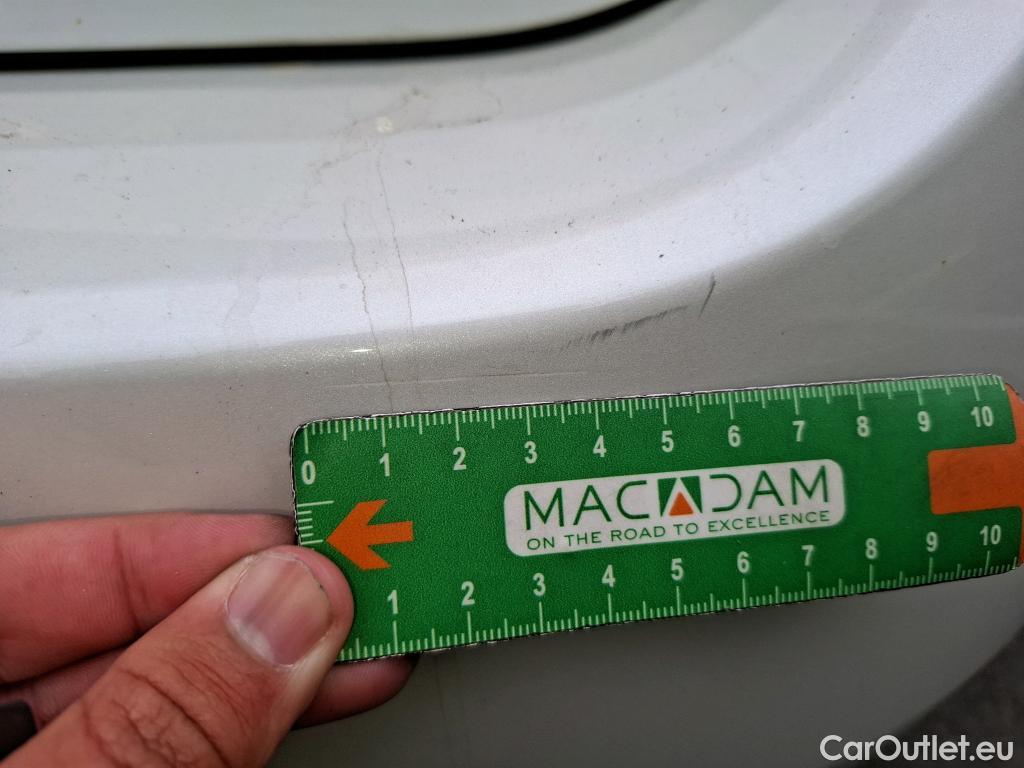 0 1 2 3 4 5 6 7 8 9 10
MACADAM
ON THE ROAD TO EXCELLENCE
1 2 3 4 5 6 7 8 9 10
CarOutlet.eu